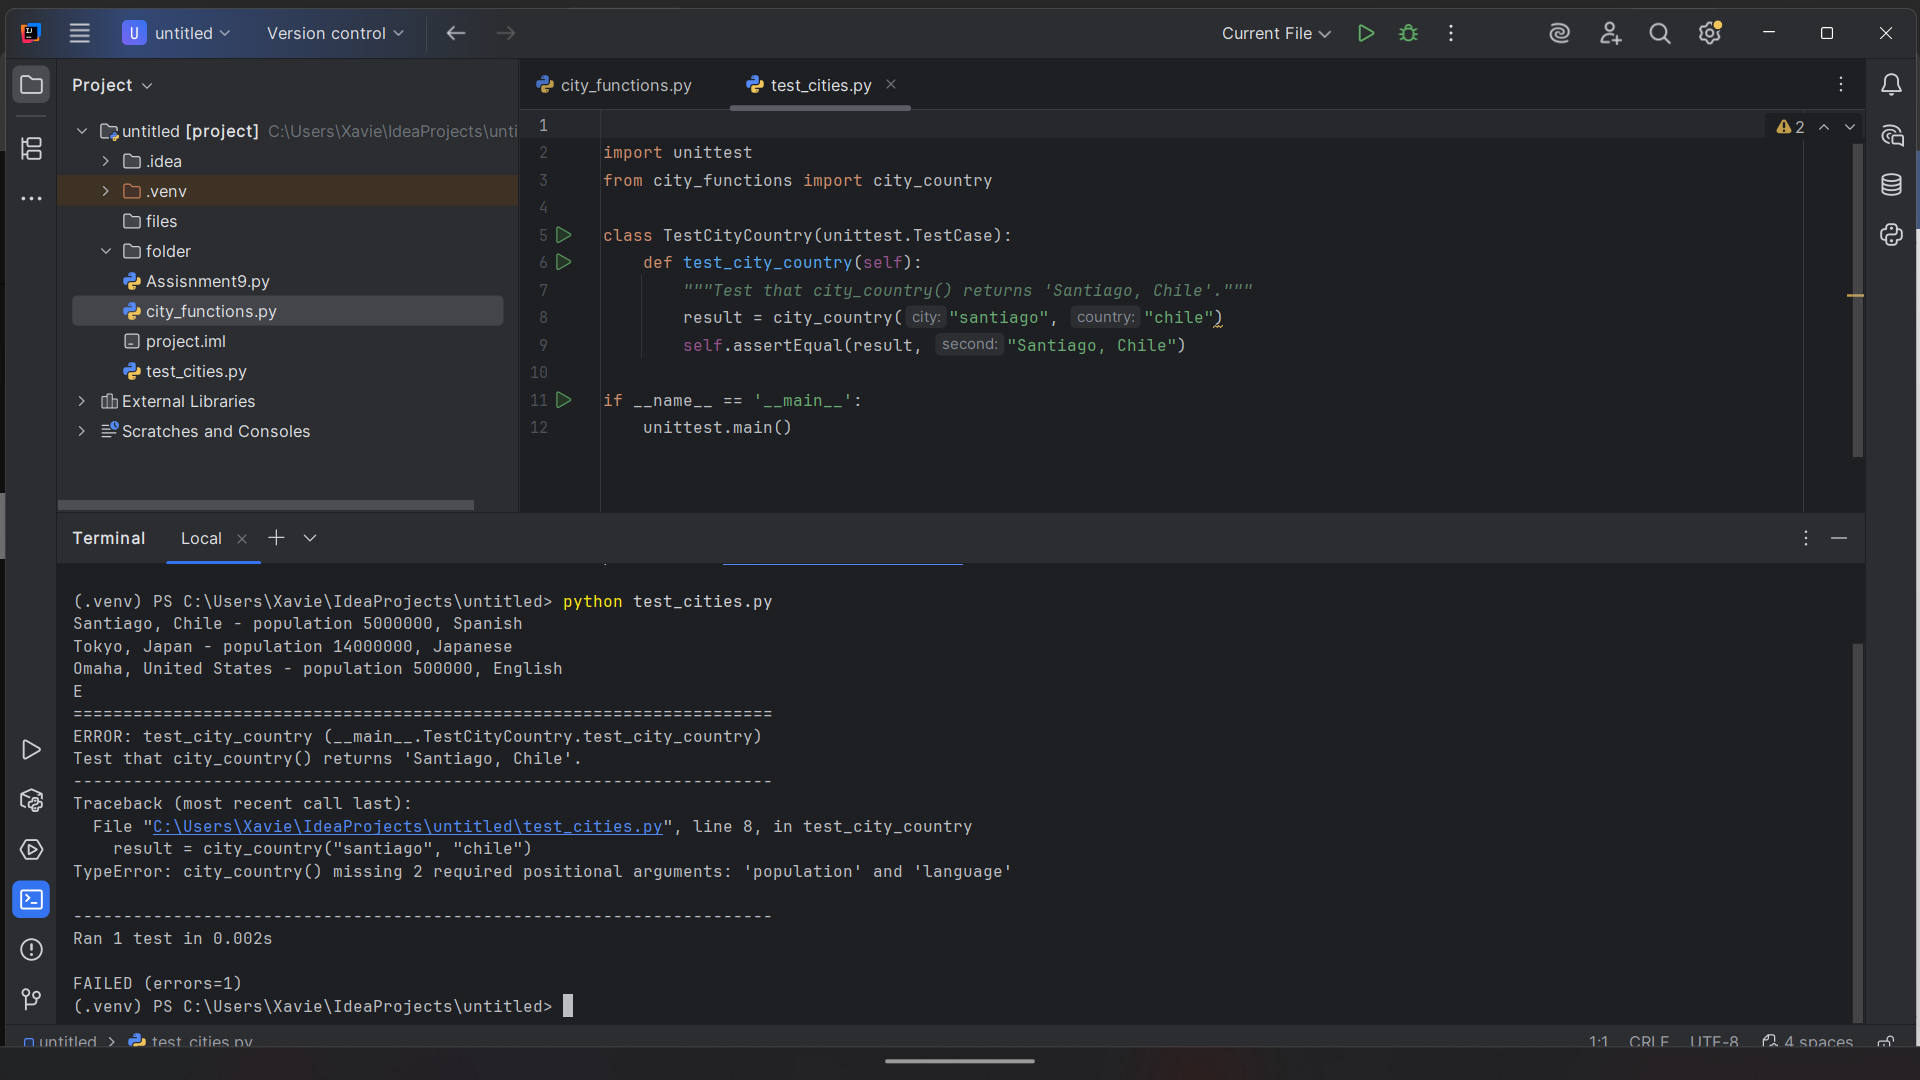 U untitled Version control Current File
Project
city_functions.py
test_cities.py
untitled [project] C:\Users\Xavie\IdeaProjects\unti
.idea
.venv
files
folder
Assisnment9.py
city_functions.py
project.iml
test_cities.py
External Libraries
Scratches and Consoles
2
1
2 import unittest
3 from city_functions import city_country
4
5 class TestCityCountry(unittest.TestCase):
6 def test_city_country(self):
7 """Test that city_country() returns 'Santiago, Chile'."""
8 result = city_country( city: "santiago", country: "chile")
9 self.assertEqual(result, second: "Santiago, Chile")
10
11 if __name__ == '__main__':
12 unittest.main()
Terminal Local
(.venv) PS C:\Users\Xavie\IdeaProjects\untitled> python test_cities.py
Santiago, Chile - population 5000000, Spanish
Tokyo, Japan - population 14000000, Japanese
Omaha, United States - population 500000, English
E
======================================================================
ERROR: test_city_country (__main__.TestCityCountry.test_city_country)
Test that city_country() returns 'Santiago, Chile'.
----------------------------------------------------------------------
Traceback (most recent call last):
File "C:\Users\Xavie\IdeaProjects\untitled\test_cities.py", line 8, in test_city_country
result = city_country("santiago", "chile")
TypeError: city_country() missing 2 required positional arguments: 'population' and 'language'
----------------------------------------------------------------------
Ran 1 test in 0.002s
FAILED (errors=1)
(.venv) PS C:\Users\Xavie\IdeaProjects\untitled>
untitled > test_cities.py 1:1 CRLF UTF-8 4 spaces